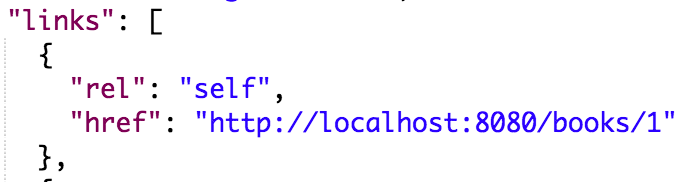 "links": [
{
"rel": "self",
"href": "http://localhost:8080/books/1"
},